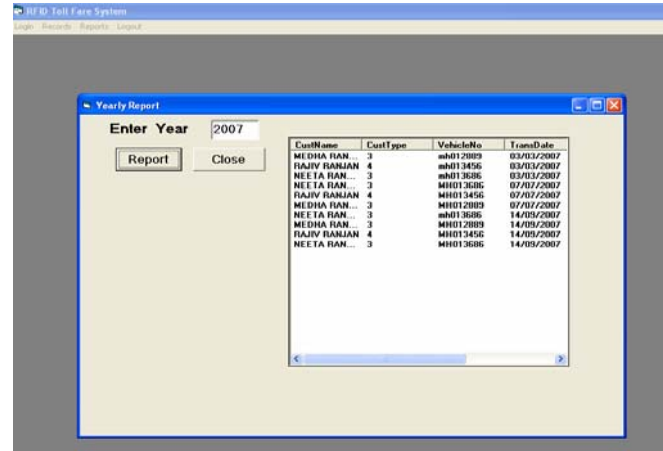 RFID Toll Fare System
Login Records Reports Logout
Yearly Report
Enter Year 2007
Report Close
CustName CustType VehicleNo TransDate
MEDHA RAN... 3 mh012889 03/03/2007
RAJIV RANJAN 4 mh013456 03/03/2007
NEETA RAN... 3 mh013686 03/03/2007
NEETA RAN... 3 MH013686 07/07/2007
RAJIV RANJAN 4 MH013456 07/07/2007
MEDHA RAN... 3 MH012889 07/07/2007
NEETA RAN... 3 mh013686 14/09/2007
MEDHA RAN... 3 MH012889 14/09/2007
RAJIV RANJAN 4 MH013456 14/09/2007
NEETA RAN... 3 MH013686 14/09/2007